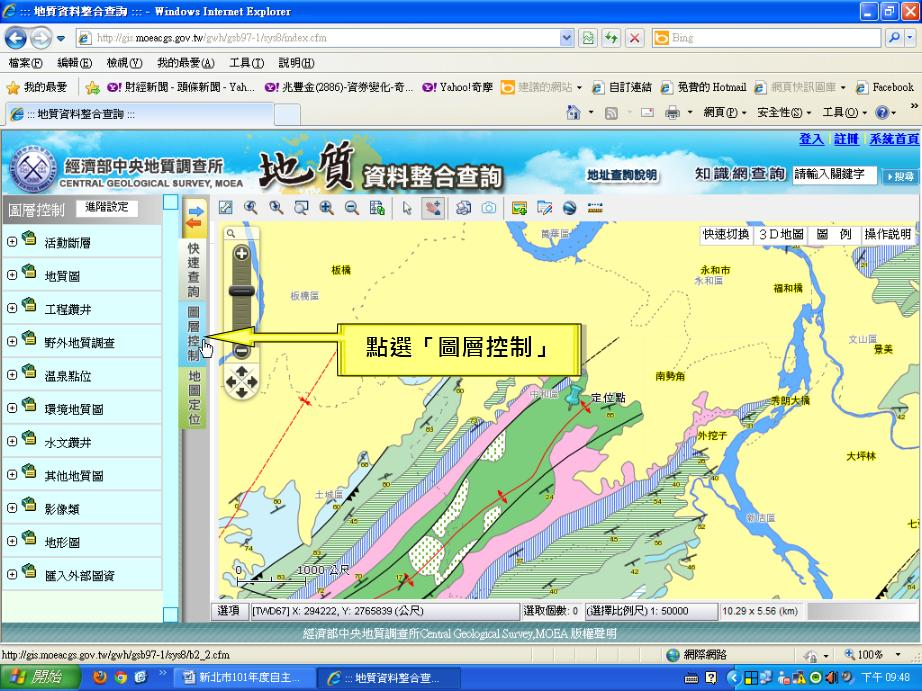 ::: 地質資料整合查詢 ::: - Windows Internet Explorer
http://gis.moeacgs.gov.tw/gwh/gsb97-1/sys8/index.cfm
Bing
檔案(F) 編輯(E) 檢視(V) 我的最愛(A) 工具(T) 說明(H)
我的最愛 財經新聞 - 頭條新聞 - Yah... 兆豐金(2886)-資券變化-奇... Yahoo!奇摩 建議的網站 自訂連結 免費的 Hotmail 網頁快訊圖庫 Facebook
::: 地質資料整合查詢 ::: 網頁(P) 安全性(S) 工具(O)
登入 註冊 系統首頁
經濟部中央地質調查所
CENTRAL GEOLOGICAL SURVEY, MOEA
地質 資料整合查詢
地址查詢說明 知識網查詢 請輸入關鍵字 搜尋
圖層控制 進階設定
快速切換 3D地圖 圖 例 操作說明
活動斷層
地質圖
工程鑽井
野外地質調查
溫泉點位
環境地質圖
水文鑽井
其他地質圖
影像類
地形圖
匯入外部圖資
快速查詢
圖層控制
地圖定位
點選「圖層控制」
萬華區
板橋
板橋區
永和市
永和區
福和橋
文山區
景美
南勢角
中和區
定位點
秀朗大橋
外挖子
大坪林
土城區
新店區
七
0 1000 公尺
選項 [TWD67] X: 294222, Y: 2765839 (公尺) 選取個數: 0 (選擇比例尺) 1: 50000 10.29 x 5.56 (km)
經濟部中央地質調查所Central Geological Survey,MOEA 版權聲明
http://gis.moeacgs.gov.tw/gwh/gsb97-1/sys8/b2_2.cfm 網際網路 100%
開始 新北市101年度自主... ::: 地質資料整合查... 下午 09:48